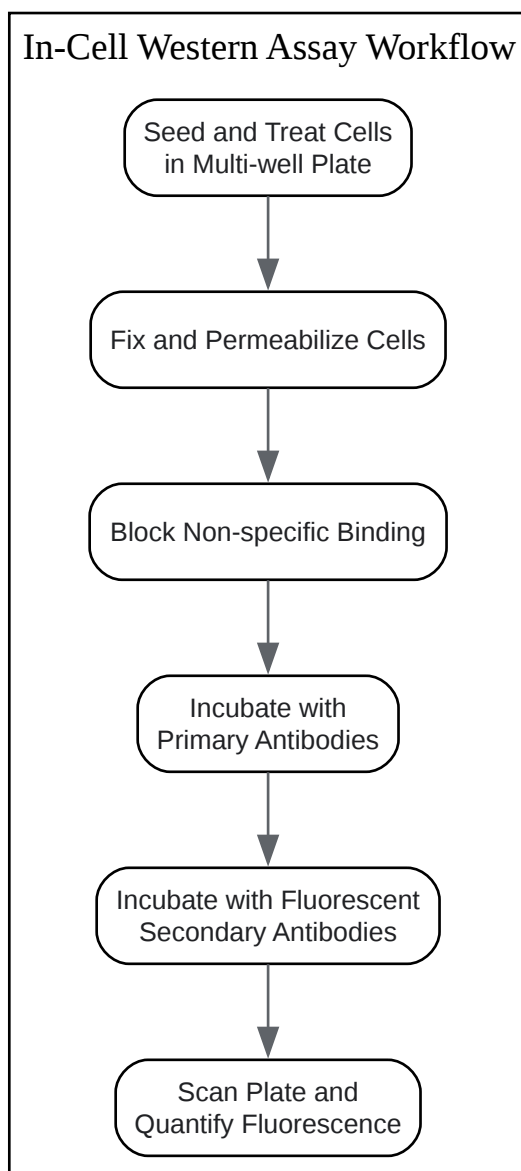 In-Cell Western Assay Workflow
Seed and Treat Cells
in Multi-well Plate
Fix and Permeabilize Cells
Block Non-specific Binding
Incubate with
Primary Antibodies
Incubate with Fluorescent
Secondary Antibodies
Scan Plate and
Quantify Fluorescence